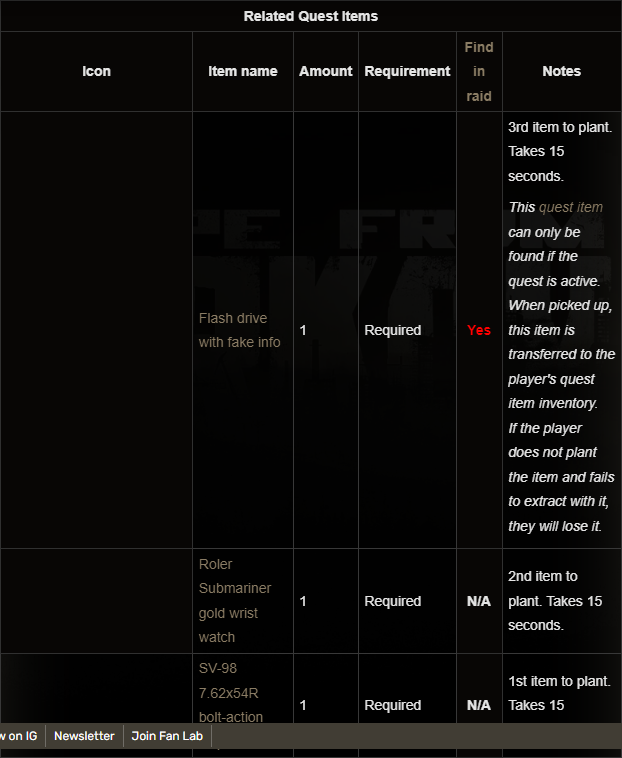 Related Quest Items
Icon
Item name
Amount
Requirement
Find
in
raid
Notes
Flash drive
with fake info
1
Required
Yes
3rd item to plant.
Takes 15
seconds.
This quest item
can only be
found if the
quest is active.
When picked up,
this item is
transferred to the
player's quest
item inventory.
If the player
does not plant
the item and fails
to extract with it,
they will lose it.
Roler
Submariner
gold wrist
watch
1
Required
N/A
2nd item to
plant. Takes 15
seconds.
SV-98
7.62x54R
bolt-action
1
Required
N/A
1st item to plant.
Takes 15
w on IG
Newsletter
Join Fan Lab